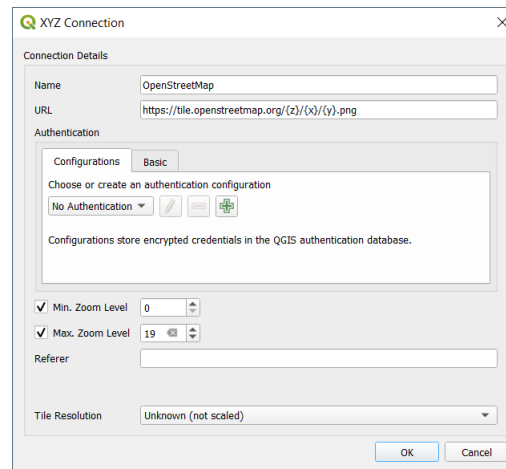 XYZ Connection
Connection Details
Name OpenStreetMap
URL https://tile.openstreetmap.org/{z}/{x}/{y}.png
Authentication
Configurations Basic
Choose or create an authentication configuration
No Authentication
Configurations store encrypted credentials in the QGIS authentication database.
Min. Zoom Level 0
Max. Zoom Level 19
Referer
Tile Resolution Unknown (not scaled)
OK Cancel